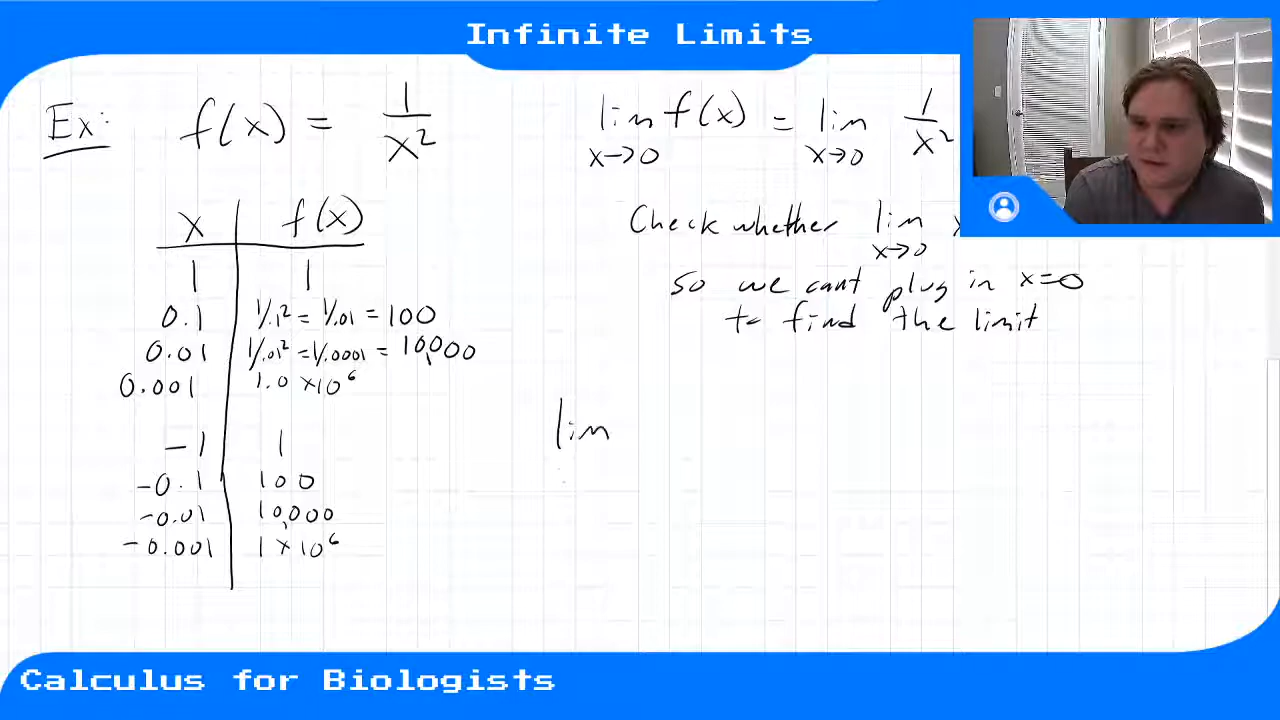 Infinite Limits
Ex: f(x) = 1/x²
x f(x)
1 1
0.1 1/.1² = 1/.01 = 100
0.01 1/.01² = 1/.0001 = 10,000
0.001 1.0 ×10⁶
-1 1
-0.1 100
-0.01 10,000
-0.001 1×10⁶
lim x→0 f(x) = lim x→0 1/x²
Check whether lim x→0 x
so we cant plug in x=0
to find the limit
lim
Calculus for Biologists